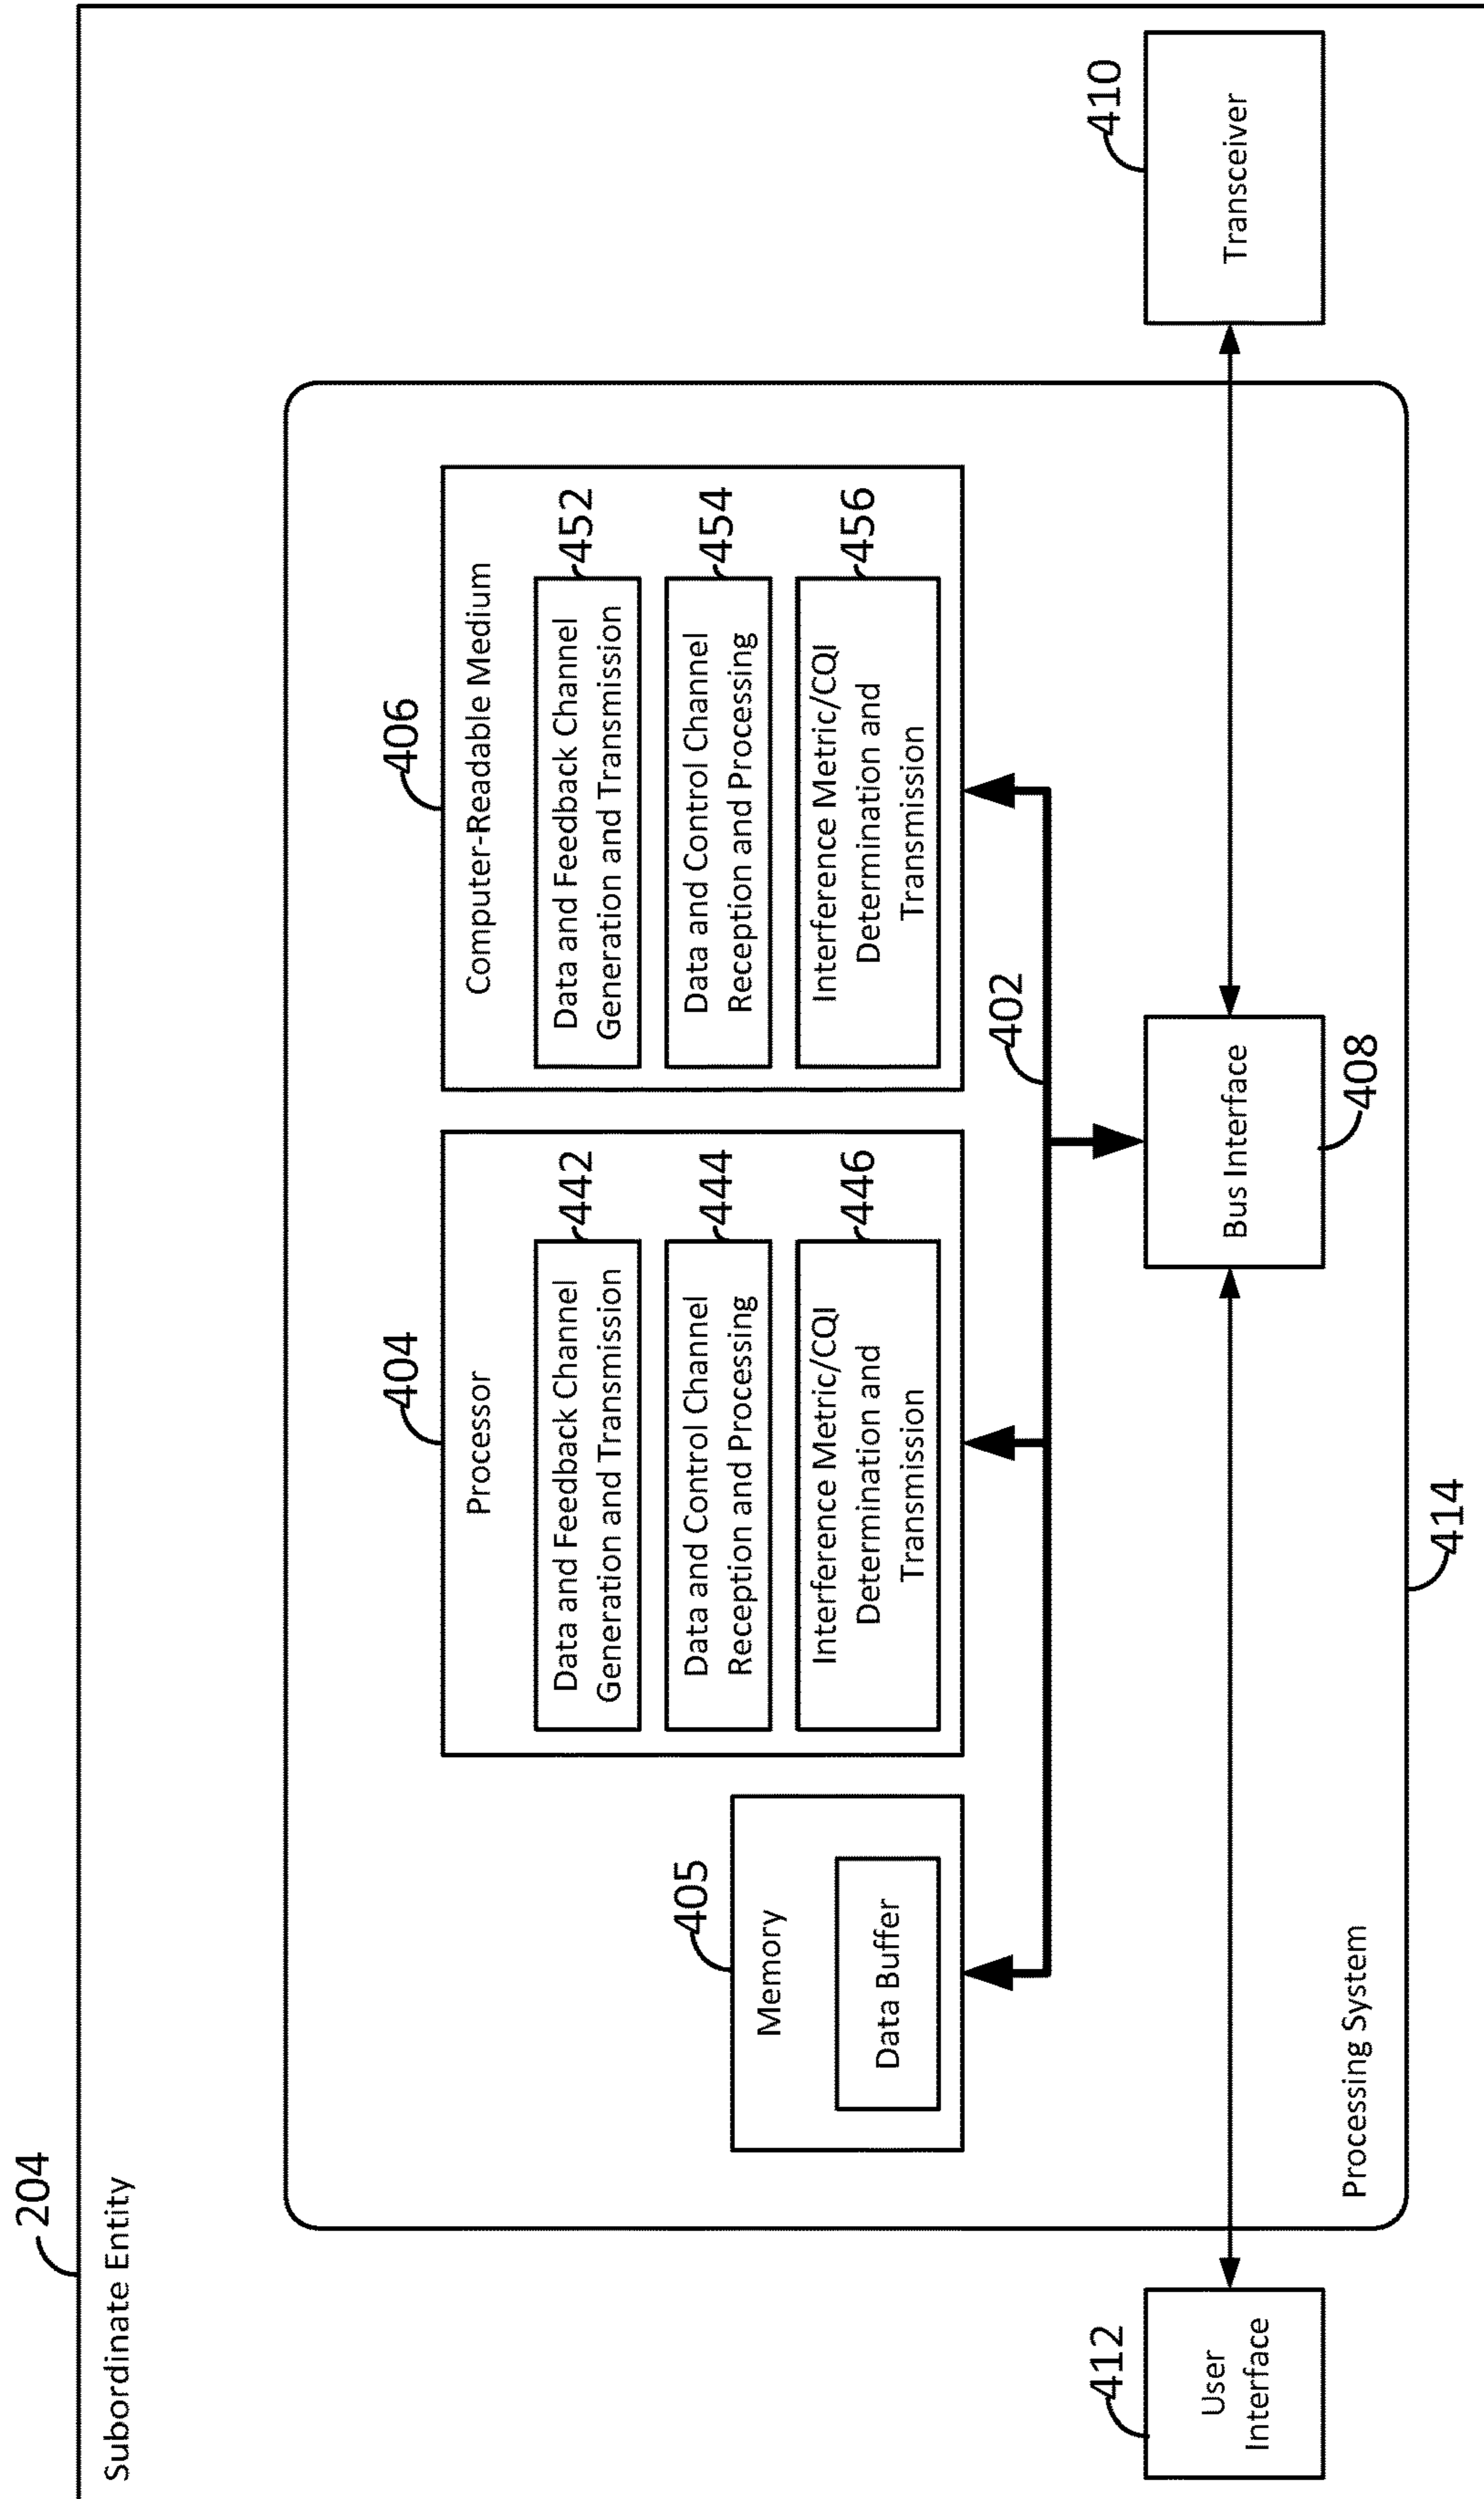 204
Subordinate Entity
404
406
Processor
Computer-Readable Medium
442
Data and Feedback Channel
Generation and Transmission
452
Data and Feedback Channel
Generation and Transmission
405
Memory
Data Buffer
444
Data and Control Channel
Reception and Processing
454
Data and Control Channel
Reception and Processing
446
Interference Metric/CQI
Determination and
Transmission
456
Interference Metric/CQI
Determination and
Transmission
402
412
User
Interface
Bus Interface
408
410
Transceiver
Processing System
414